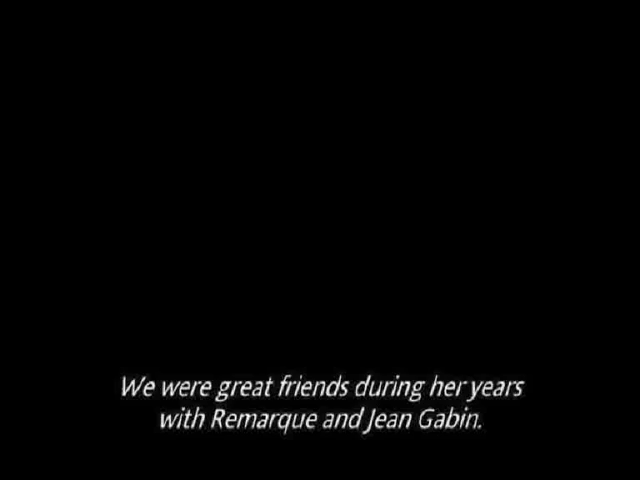 We were great friends during her years
with Remarque and Jean Gabin.